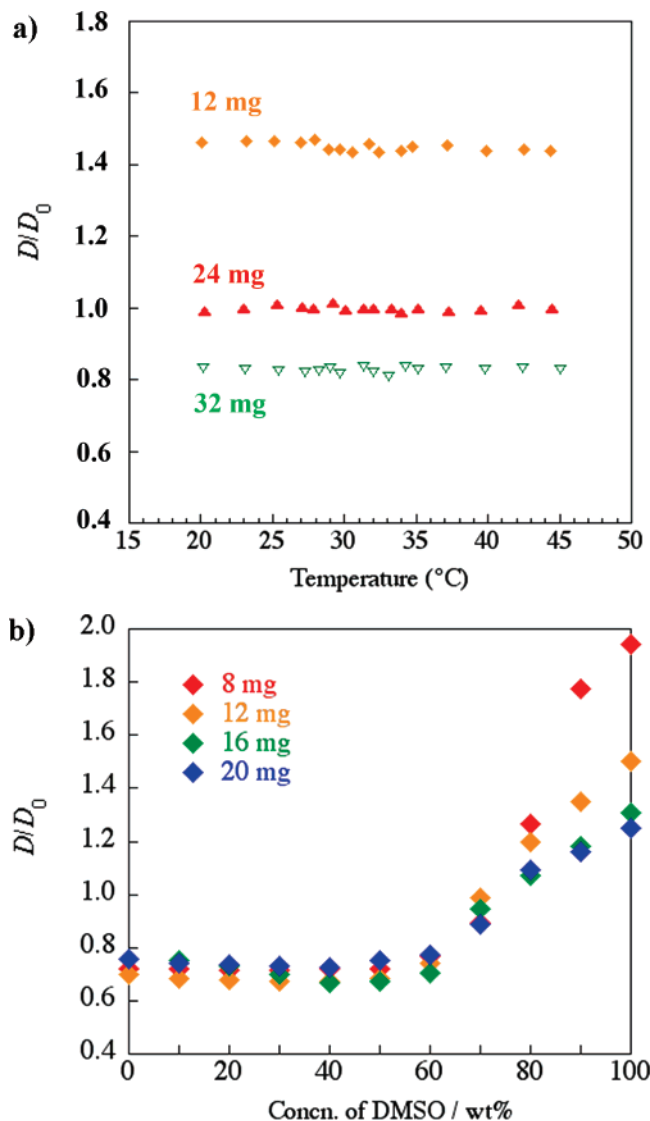 a)
1.8
1.6
1.4
1.2
1.0
0.8
0.6
0.4
D/D0
12 mg
24 mg
32 mg
15 20 25 30 35 40 45 50
Temperature (°C)
b)
2.0
1.8
1.6
1.4
1.2
1.0
0.8
0.6
0.4
D/D0
8 mg
12 mg
16 mg
20 mg
0 20 40 60 80 100
Concn. of DMSO / wt%